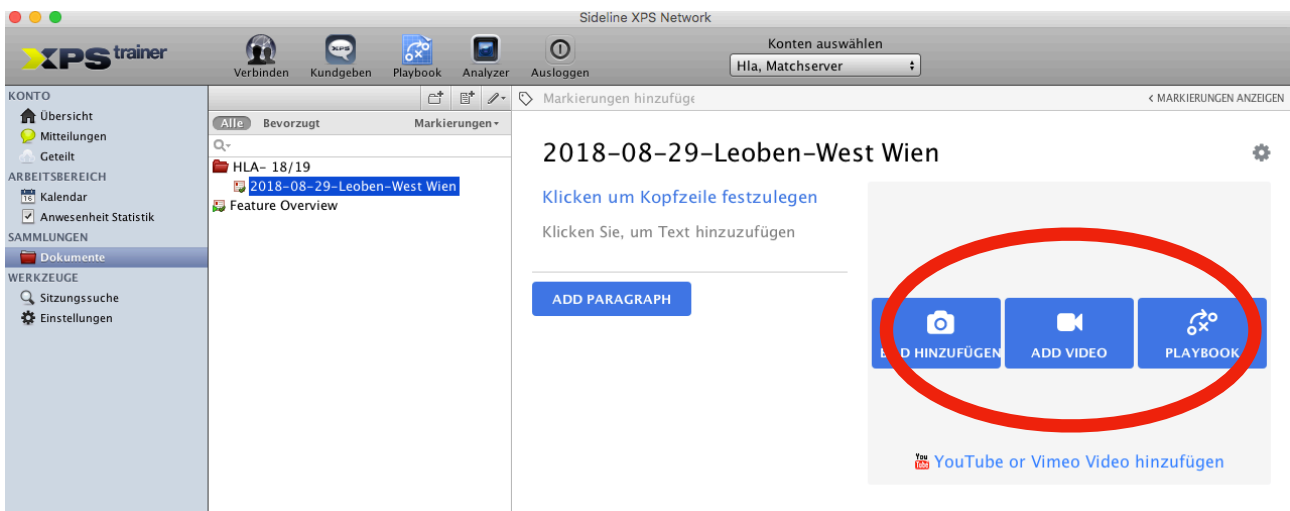 Sideline XPS Network
XPS trainer
Verbinden
Kundgeben
Playbook
Analyzer
Ausloggen
Konten auswählen
Hla, Matchserver
KONTO
Übersicht
Mitteilungen
Geteilt
ARBEITSBEREICH
Kalendar
Anwesenheit Statistik
SAMMLUNGEN
Dokumente
WERKZEUGE
Sitzungssuche
Einstellungen
Alle Bevorzugt Markierungen
HLA- 18/19
2018-08-29-Leoben-West Wien
Feature Overview
Markierungen hinzufüge
< MARKIERUNGEN ANZEIGEN
2018-08-29-Leoben-West Wien
Klicken um Kopfzeile festzulegen
Klicken Sie, um Text hinzuzufügen
ADD PARAGRAPH
HINZUFÜGEN
ADD VIDEO
PLAYBOOK
YouTube or Vimeo Video hinzufügen